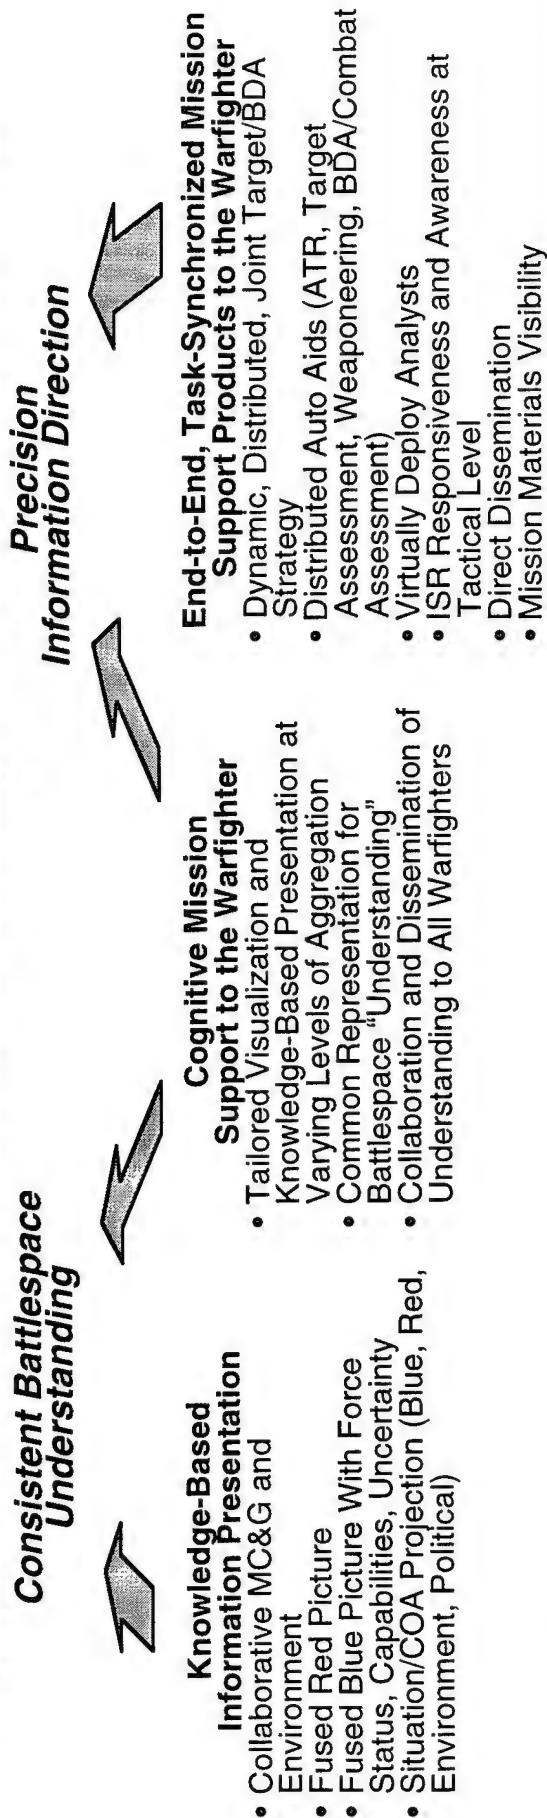 Consistent Battlespace
Understanding
Precision
Information Direction
Knowledge-Based
Information Presentation
• Collaborative MC&G and
Environment
• Fused Red Picture
• Fused Blue Picture With Force
Status, Capabilities, Uncertainty
• Situation/COA Projection (Blue, Red,
Environment, Political)
Cognitive Mission
Support to the Warfighter
• Tailored Visualization and
Knowledge-Based Presentation at
Varying Levels of Aggregation
• Common Representation for
Battlespace “Understanding”
• Collaboration and Dissemination of
Understanding to All Warfighters
End-to-End, Task-Synchronized Mission
Support Products to the Warfighter
• Dynamic, Distributed, Joint Target/BDA
Strategy
• Distributed Auto Aids (ATR, Target
Assessment, Weaponeering, BDA/Combat
Assessment)
• Virtually Deploy Analysts
• ISR Responsiveness and Awareness at
Tactical Level
• Direct Dissemination
• Mission Materials Visibility